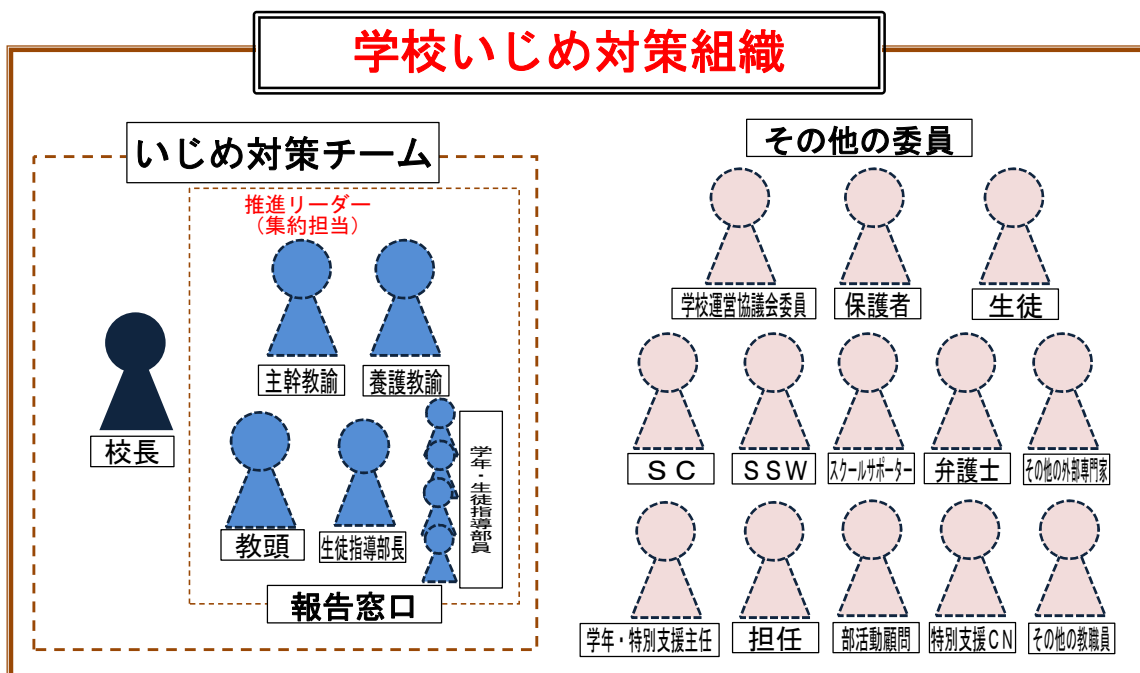 学校いじめ対策組織
いじめ対策チーム
推進リーダー
（集約担当）
主幹教諭
養護教諭
校長
教頭
生徒指導部長
学年・生徒指導部員
報告窓口
その他の委員
学校運営協議会委員
保護者
生徒
ＳＣ
ＳＳＷ
スクールサポーター
弁護士
その他の外部専門家
学年・特別支援主任
担任
部活動顧問
特別支援ＣＮ
その他の教職員